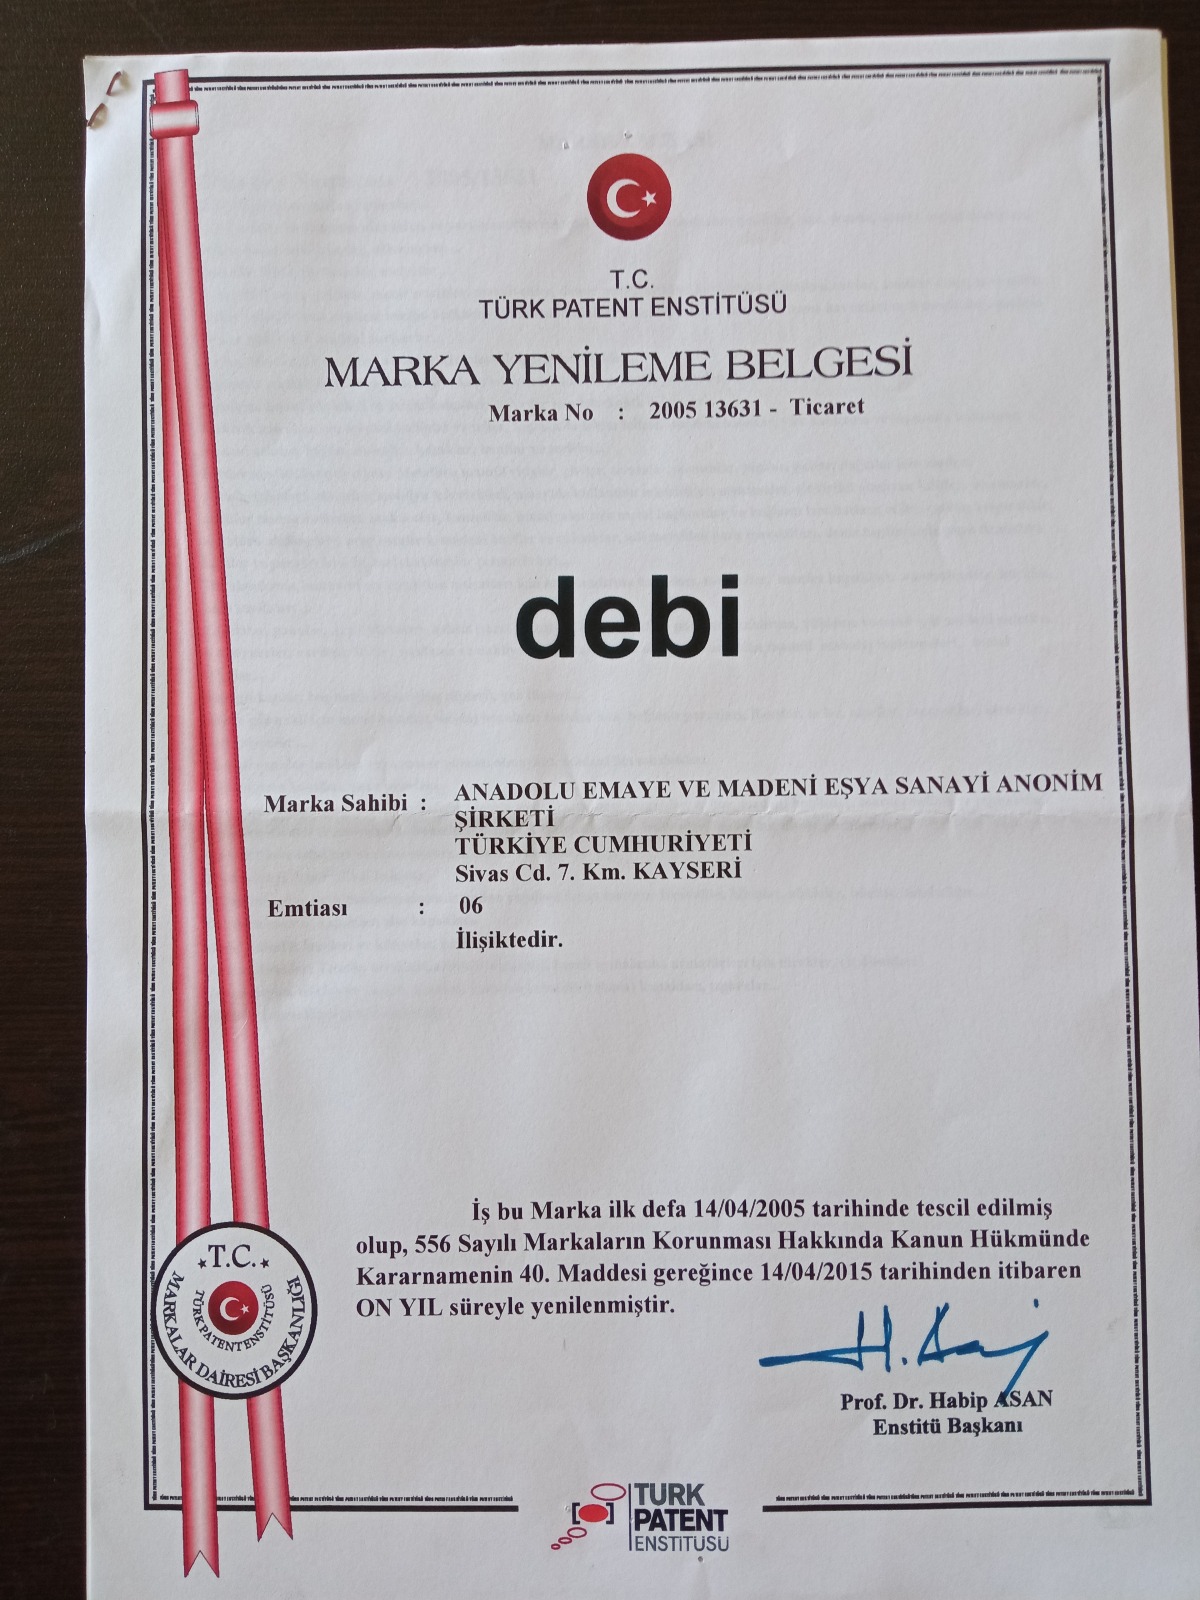 T.C.
TÜRK PATENT ENSTİTÜSÜ
MARKA YENİLEME BELGESİ
Marka No : 2005 13631 - Ticaret
debi
Marka Sahibi : ANADOLU EMAYE VE MADENİ EŞYA SANAYİ ANONİM
ŞİRKETİ
TÜRKİYE CUMHURİYETİ
Sivas Cd. 7. Km. KAYSERİ
Emtiası : 06
İlişiktedir.
İş bu Marka ilk defa 14/04/2005 tarihinde tescil edilmiş
olup, 556 Sayılı Markaların Korunması Hakkında Kanun Hükmünde
Kararnamenin 40. Maddesi gereğince 14/04/2015 tarihinden itibaren
ON YIL süreyle yenilenmiştir.
T.C.
TÜRK PATENT ENSTİTÜSÜ
MARKALAR DAİRESİ BAŞKANLIĞI
H. Asan
Prof. Dr. Habip ASAN
Enstitü Başkanı
TÜRK
PATENT
ENSTİTÜSÜ